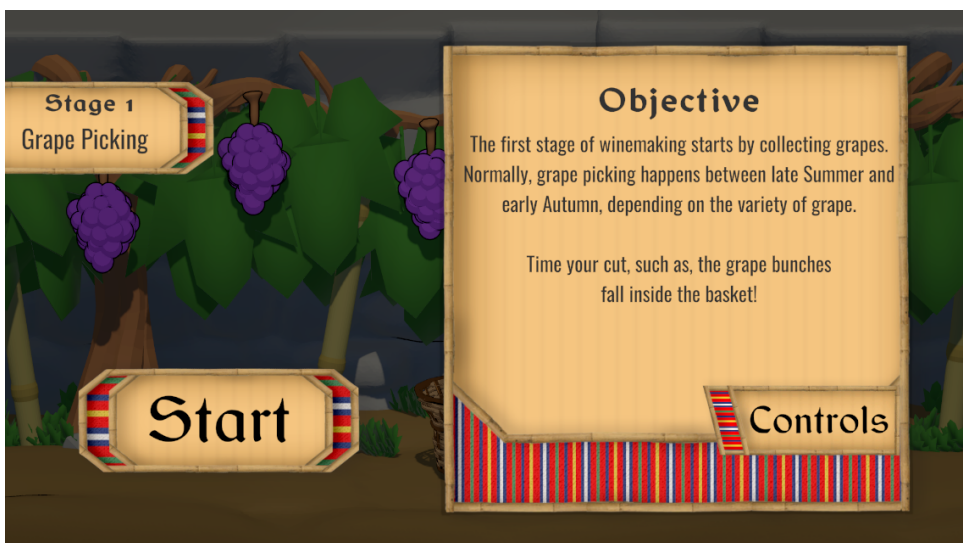 Stage 1
Grape Picking
Objective
The first stage of winemaking starts by collecting grapes.
Normally, grape picking happens between late Summer and
early Autumn, depending on the variety of grape.
Time your cut, such as, the grape bunches
fall inside the basket!
Start
Controls